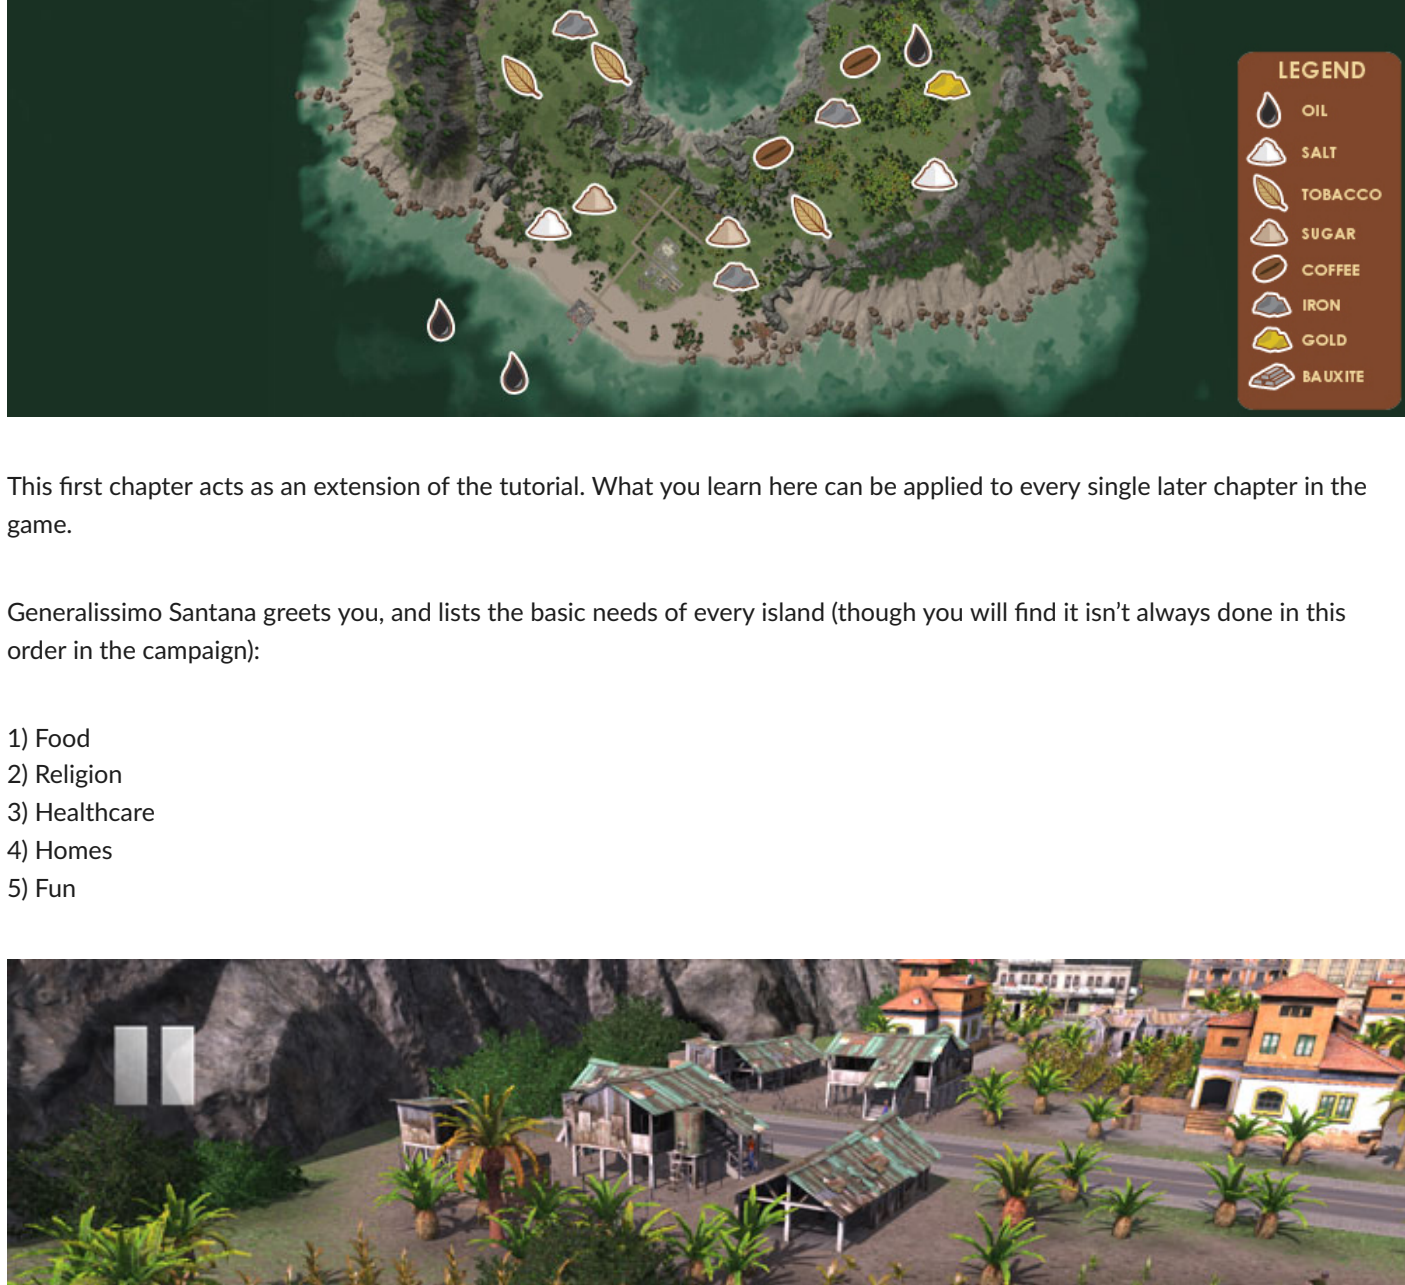 LEGEND
OIL
SALT
TOBACCO
SUGAR
COFFEE
IRON
GOLD
BAUXITE
This first chapter acts as an extension of the tutorial. What you learn here can be applied to every single later chapter in the
game.
Generalissimo Santana greets you, and lists the basic needs of every island (though you will find it isn’t always done in this
order in the campaign):
1) Food
2) Religion
3) Healthcare
4) Homes
5) Fun